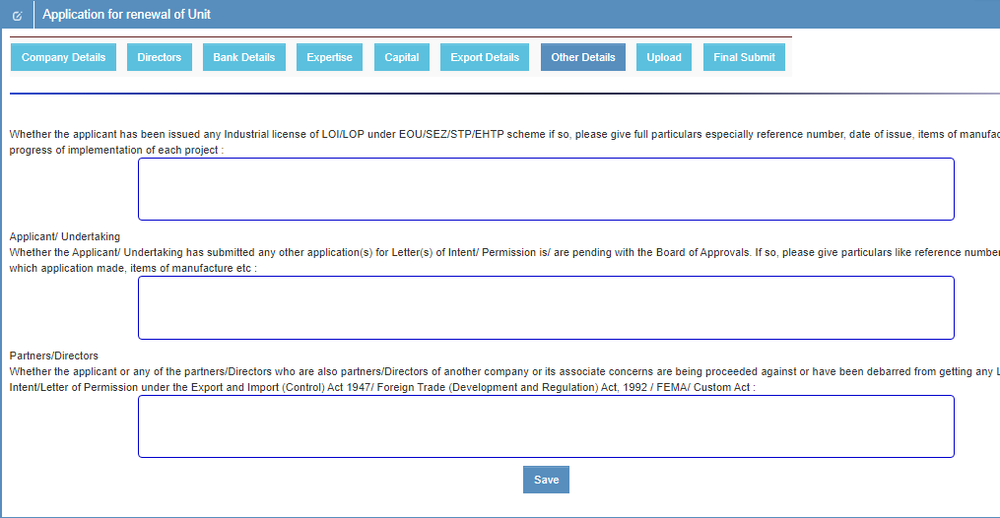 Application for renewal of Unit
Company Details Directors Bank Details Expertise Capital Export Details Other Details Upload Final Submit
Whether the applicant has been issued any Industrial license of LOI/LOP under EOU/SEZ/STP/EHTP scheme if so, please give full particulars especially reference number, date of issue, items of
progress of implementation of each project :
Applicant/ Undertaking
Whether the Applicant/ Undertaking has submitted any other application(s) for Letter(s) of Intent/ Permission is/ are pending with the Board of Approvals. If so, please give particulars like reference number
which application made, items of manufacture etc :
Partners/Directors
Whether the applicant or any of the partners/Directors who are also partners/Directors of another company or its associate concerns are being proceeded against or have been debarred from getting any
Intent/Letter of Permission under the Export and Import (Control) Act 1947/ Foreign Trade (Development and Regulation) Act, 1992 / FEMA/ Custom Act :
Save